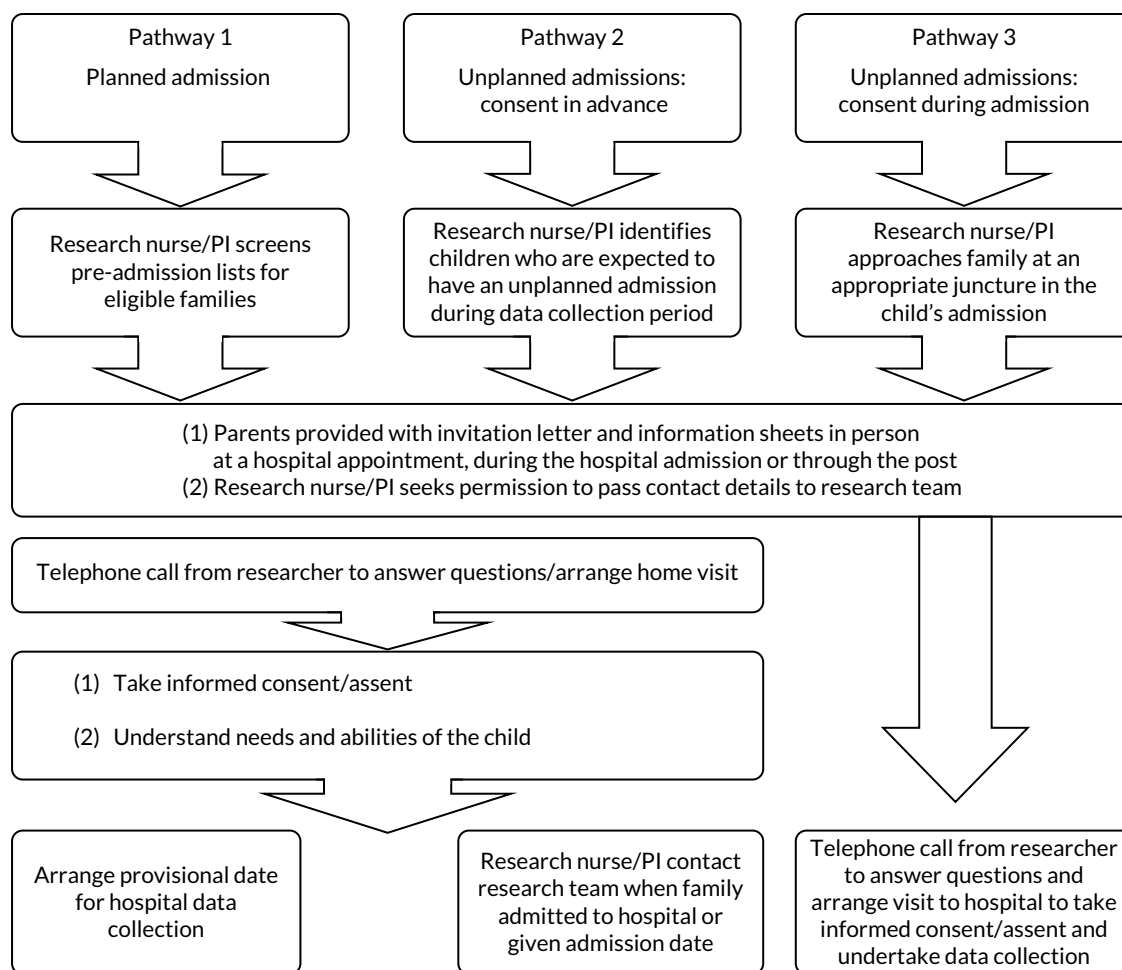 Pathway 1
Planned admission
Pathway 2
Unplanned admissions:
consent in advance
Pathway 3
Unplanned admissions:
consent during admission
Research nurse/PI screens
pre-admission lists for
eligible families
Research nurse/PI identifies
children who are expected to
have an unplanned admission
during data collection period
Research nurse/PI
approaches family at an
appropriate juncture in the
child’s admission
(1) Parents provided with invitation letter and information sheets in person
at a hospital appointment, during the hospital admission or through the post
(2) Research nurse/PI seeks permission to pass contact details to research team
Telephone call from researcher to answer questions/arrange home visit
(1) Take informed consent/assent
(2) Understand needs and abilities of the child
Arrange provisional date
for hospital data
collection
Research nurse/PI contact
research team when family
admitted to hospital or
given admission date
Telephone call from researcher
to answer questions and
arrange visit to hospital to take
informed consent/assent and
undertake data collection